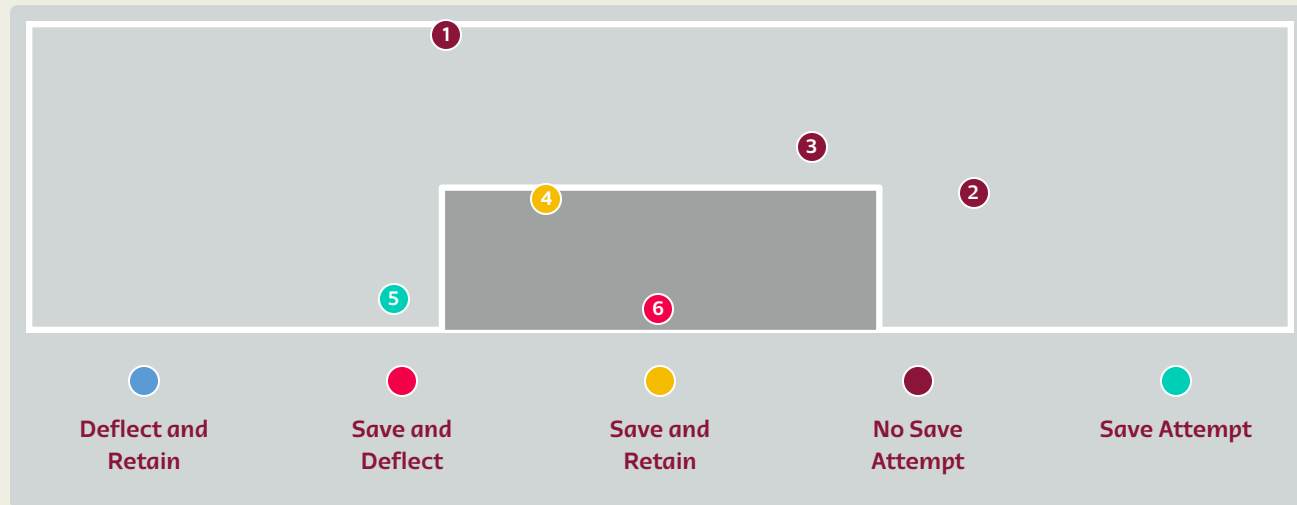 1
3
2
4
5
6
Deflect and
Retain
Save and
Deflect
Save and
Retain
No Save
Attempt
Save Attempt